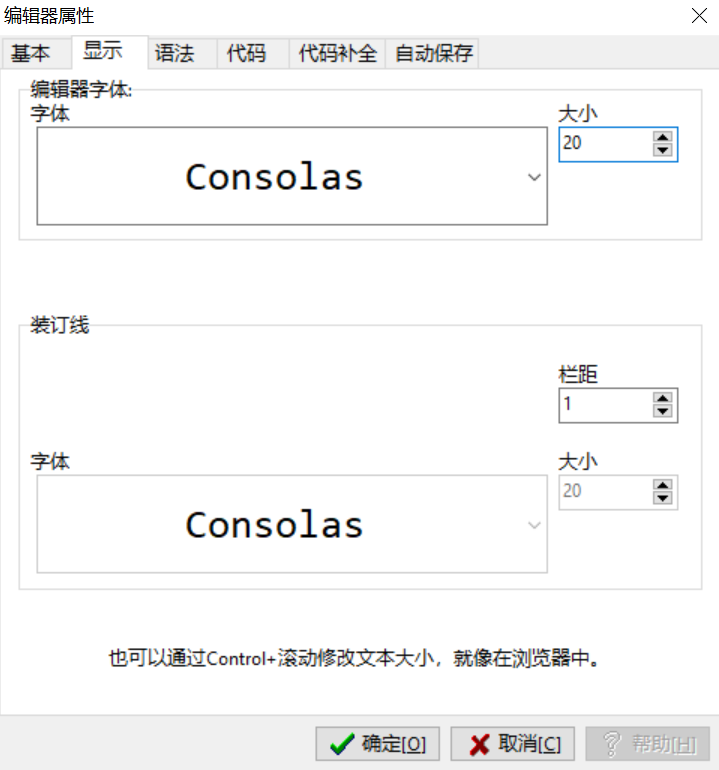 编辑器属性
基本 显示 语法 代码 代码补全 自动保存
编辑器字体:
字体 大小
Consolas 20
装订线
栏距
1
字体 大小
Consolas 20
也可以通过Control+滚动修改文本大小，就像在浏览器中。
确定[O] 取消[C] 帮助[H]